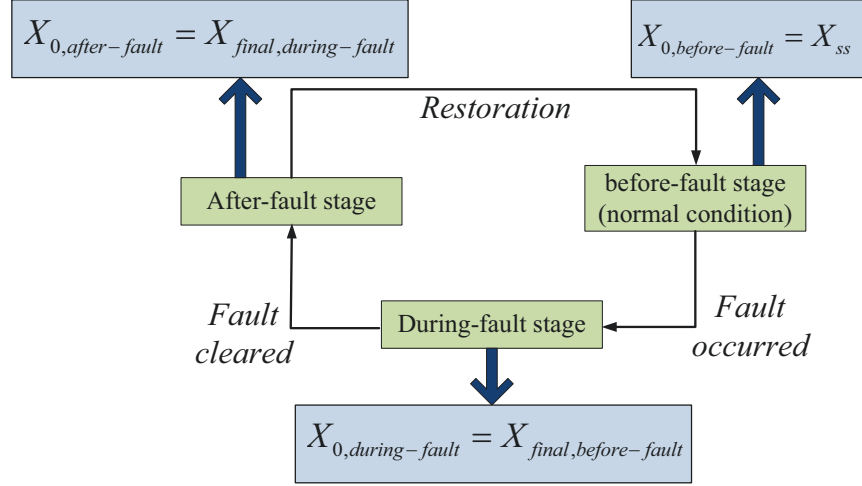 X_{0,after-fault} = X_{final,during-fault}
X_{0,before-fault} = X_{ss}
Restoration
After-fault stage
before-fault stage
(normal condition)
Fault
cleared
During-fault stage
Fault
occurred
X_{0,during-fault} = X_{final,before-fault}